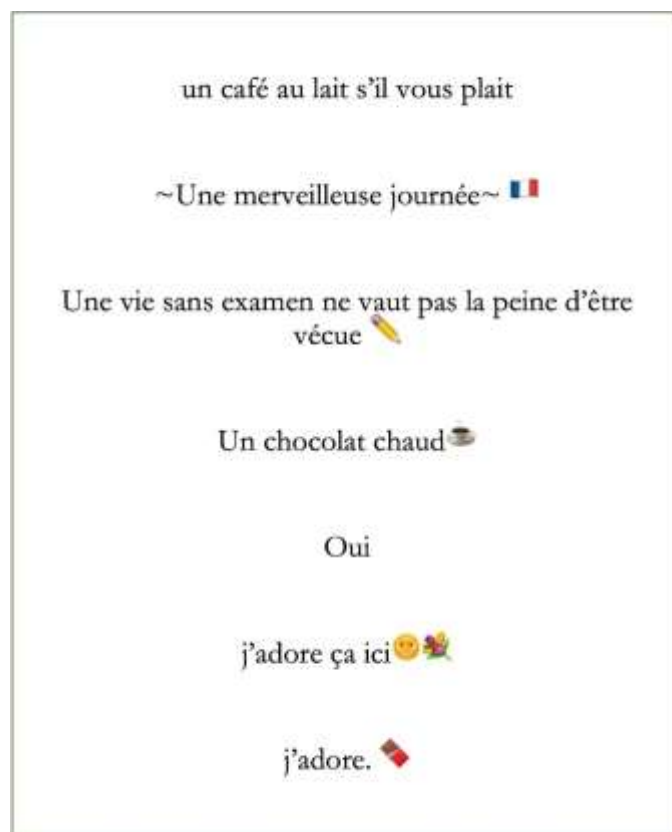 un café au lait s'il vous plait
~Une merveilleuse journée~ 🇫🇷
Une vie sans examen ne vaut pas la peine d'être
vécue ✏️
Un chocolat chaud☕
Oui
j'adore ça ici🙂💐
j'adore. 🍫